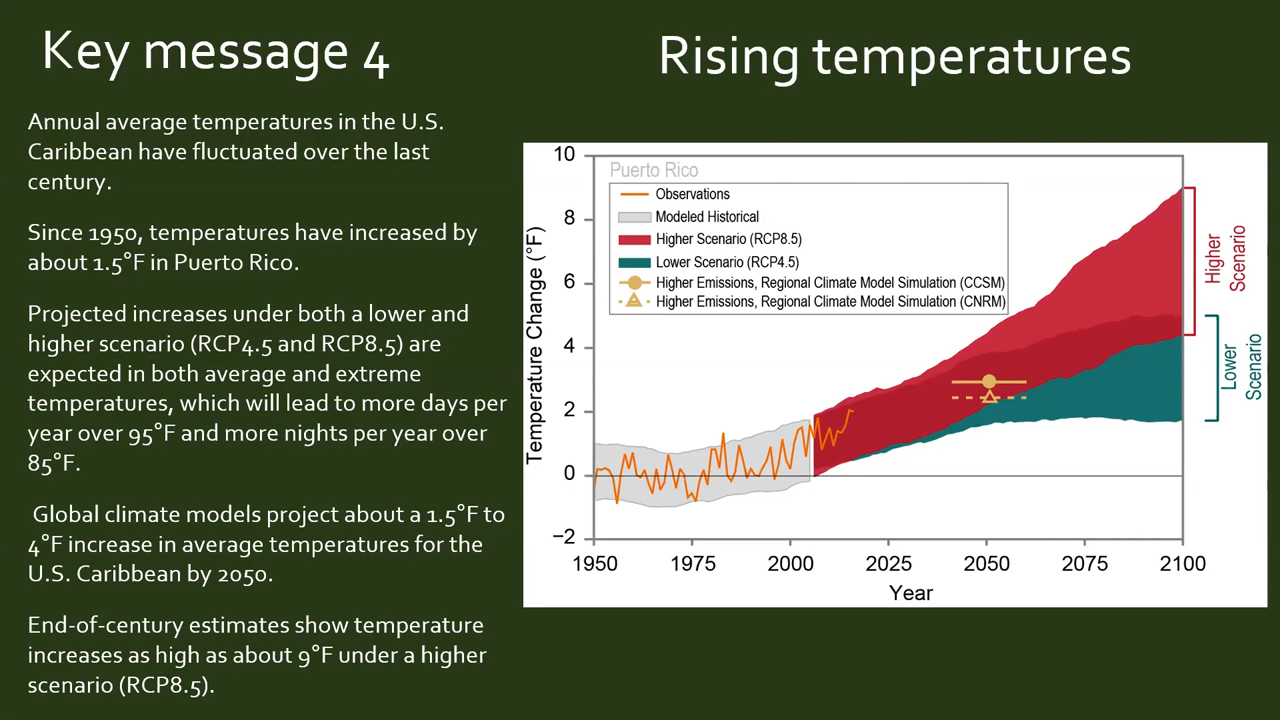 Key message 4
Annual average temperatures in the U.S.
Caribbean have fluctuated over the last
century.
Since 1950, temperatures have increased by
about 1.5°F in Puerto Rico.
Projected increases under both a lower and
higher scenario (RCP4.5 and RCP8.5) are
expected in both average and extreme
temperatures, which will lead to more days per
year over 95°F and more nights per year over
85°F.
Global climate models project about a 1.5°F to
4°F increase in average temperatures for the
U.S. Caribbean by 2050.
End-of-century estimates show temperature
increases as high as about 9°F under a higher
scenario (RCP8.5).
Rising temperatures
Puerto Rico
Observations
Modeled Historical
Higher Scenario (RCP8.5)
Lower Scenario (RCP4.5)
Higher Emissions, Regional Climate Model Simulation (CCSM)
Higher Emissions, Regional Climate Model Simulation (CNRM)
Temperature Change (°F)
10
8
6
4
2
0
−2
1950
1975
2000
2025
2050
2075
2100
Year
Higher
Scenario
Lower
Scenario